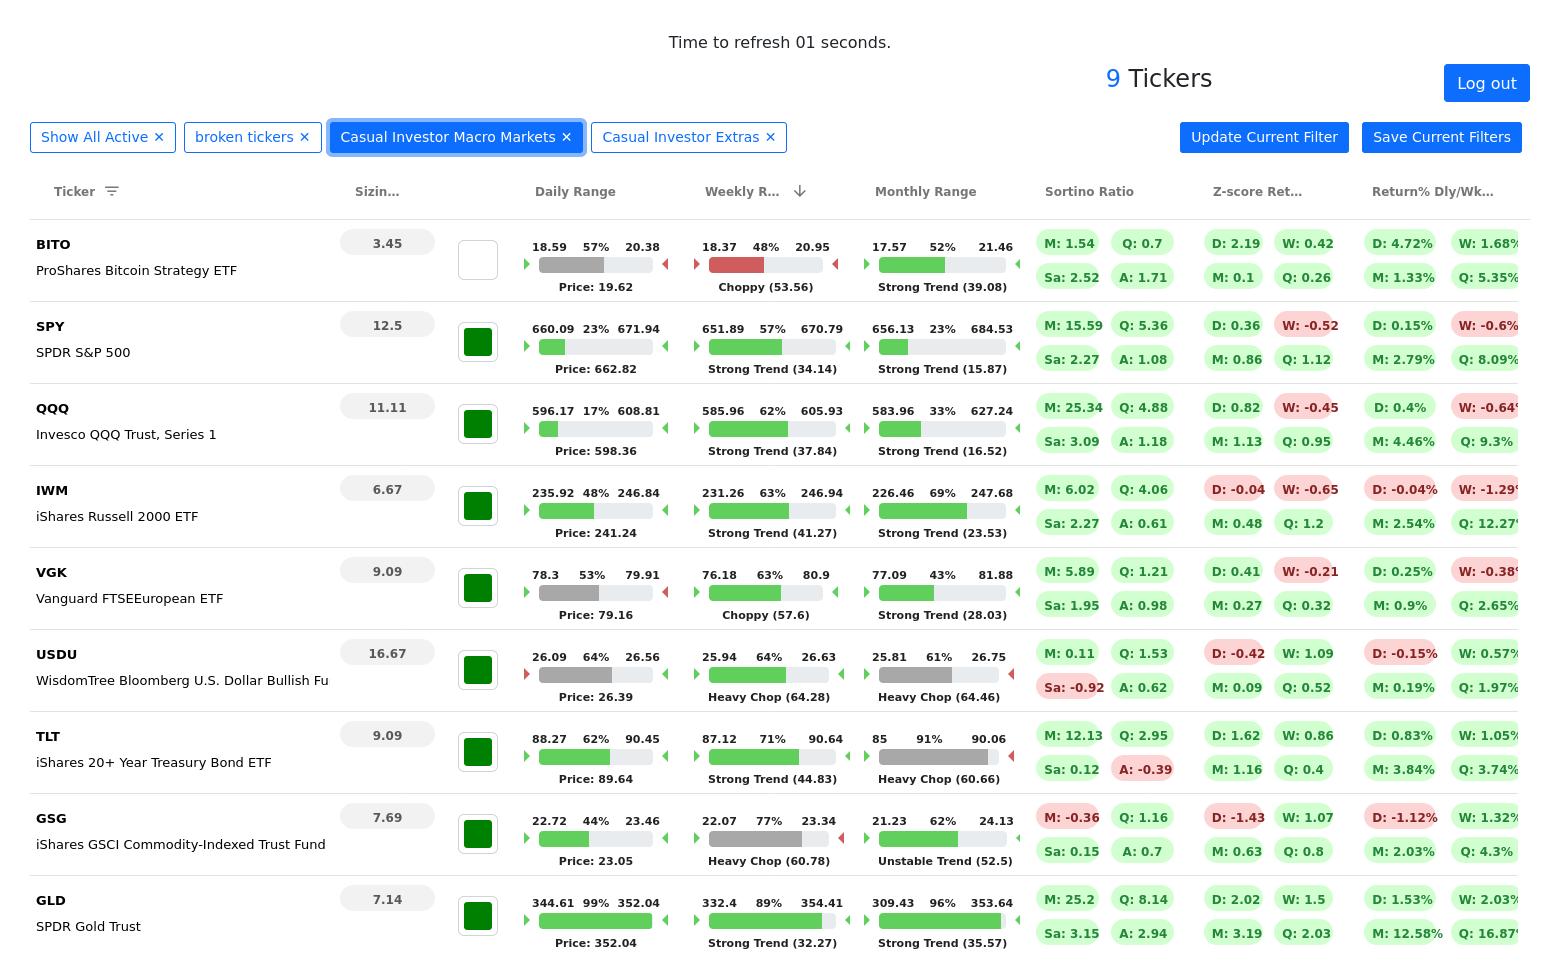 Time to refresh 01 seconds.
9 Tickers
Log out
Show All Active ✕ broken tickers ✕ Casual Investor Macro Markets ✕ Casual Investor Extras ✕ Update Current Filter Save Current Filters
Ticker Sizin... Daily Range Weekly R... Monthly Range Sortino Ratio Z-score Ret... Return% Dly/Wk...
BITO 3.45 18.59 57% 20.38 18.37 48% 20.95 17.57 52% 21.46 M: 1.54 Q: 0.7 D: 2.19 W: 0.42 D: 4.72% W: 1.68%
ProShares Bitcoin Strategy ETF Sa: 2.52 A: 1.71 M: 0.1 Q: 0.26 M: 1.33% Q: 5.35%
Price: 19.62 Choppy (53.56) Strong Trend (39.08)
SPY 12.5 660.09 23% 671.94 651.89 57% 670.79 656.13 23% 684.53 M: 15.59 Q: 5.36 D: 0.36 W: -0.52 D: 0.15% W: -0.6%
SPDR S&P 500 Sa: 2.27 A: 1.08 M: 0.86 Q: 1.12 M: 2.79% Q: 8.09%
Price: 662.82 Strong Trend (34.14) Strong Trend (15.87)
QQQ 11.11 596.17 17% 608.81 585.96 62% 605.93 583.96 33% 627.24 M: 25.34 Q: 4.88 D: 0.82 W: -0.45 D: 0.4% W: -0.64%
Invesco QQQ Trust, Series 1 Sa: 3.09 A: 1.18 M: 1.13 Q: 0.95 M: 4.46% Q: 9.3%
Price: 598.36 Strong Trend (37.84) Strong Trend (16.52)
IWM 6.67 235.92 48% 246.84 231.26 63% 246.94 226.46 69% 247.68 M: 6.02 Q: 4.06 D: -0.04 W: -0.65 D: -0.04% W: -1.29%
iShares Russell 2000 ETF Sa: 2.27 A: 0.61 M: 0.48 Q: 1.2 M: 2.54% Q: 12.27%
Price: 241.24 Strong Trend (41.27) Strong Trend (23.53)
VGK 9.09 78.3 53% 79.91 76.18 63% 80.9 77.09 43% 81.88 M: 5.89 Q: 1.21 D: 0.41 W: -0.21 D: 0.25% W: -0.38%
Vanguard FTSEEuropean ETF Sa: 1.95 A: 0.98 M: 0.27 Q: 0.32 M: 0.9% Q: 2.65%
Price: 79.16 Choppy (57.6) Strong Trend (28.03)
USDU 16.67 26.09 64% 26.56 25.94 64% 26.63 25.81 61% 26.75 M: 0.11 Q: 1.53 D: -0.42 W: 1.09 D: -0.15% W: 0.57%
WisdomTree Bloomberg U.S. Dollar Bullish Fu Sa: -0.92 A: 0.62 M: 0.09 Q: 0.52 M: 0.19% Q: 1.97%
Price: 26.39 Heavy Chop (64.28) Heavy Chop (64.46)
TLT 9.09 88.27 62% 90.45 87.12 71% 90.64 85 91% 90.06 M: 12.13 Q: 2.95 D: 1.62 W: 0.86 D: 0.83% W: 1.05%
iShares 20+ Year Treasury Bond ETF Sa: 0.12 A: -0.39 M: 1.16 Q: 0.4 M: 3.84% Q: 3.74%
Price: 89.64 Strong Trend (44.83) Heavy Chop (60.66)
GSG 7.69 22.72 44% 23.46 22.07 77% 23.34 21.23 62% 24.13 M: -0.36 Q: 1.16 D: -1.43 W: 1.07 D: -1.12% W: 1.32%
iShares GSCI Commodity-Indexed Trust Fund Sa: 0.15 A: 0.7 M: 0.63 Q: 0.8 M: 2.03% Q: 4.3%
Price: 23.05 Heavy Chop (60.78) Unstable Trend (52.5)
GLD 7.14 344.61 99% 352.04 332.4 89% 354.41 309.43 96% 353.64 M: 25.2 Q: 8.14 D: 2.02 W: 1.5 D: 1.53% W: 2.03%
SPDR Gold Trust Sa: 3.15 A: 2.94 M: 3.19 Q: 2.03 M: 12.58% Q: 16.87%
Price: 352.04 Strong Trend (32.27) Strong Trend (35.57)